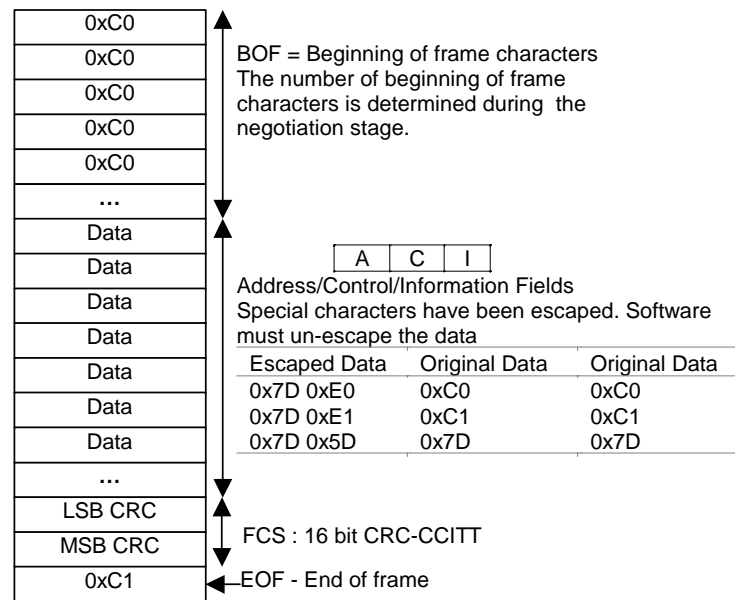 0xC0
0xC0
0xC0
0xC0
0xC0
...
Data
Data
Data
Data
Data
Data
Data
...
LSB CRC
MSB CRC
0xC1
BOF = Beginning of frame characters
The number of beginning of frame
characters is determined during the
negotiation stage.
A C I
Address/Control/Information Fields
Special characters have been escaped. Software
must un-escape the data
Escaped Data Original Data Original Data
0x7D 0xE0 0xC0 0xC0
0x7D 0xE1 0xC1 0xC1
0x7D 0x5D 0x7D 0x7D
FCS : 16 bit CRC-CCITT
EOF - End of frame